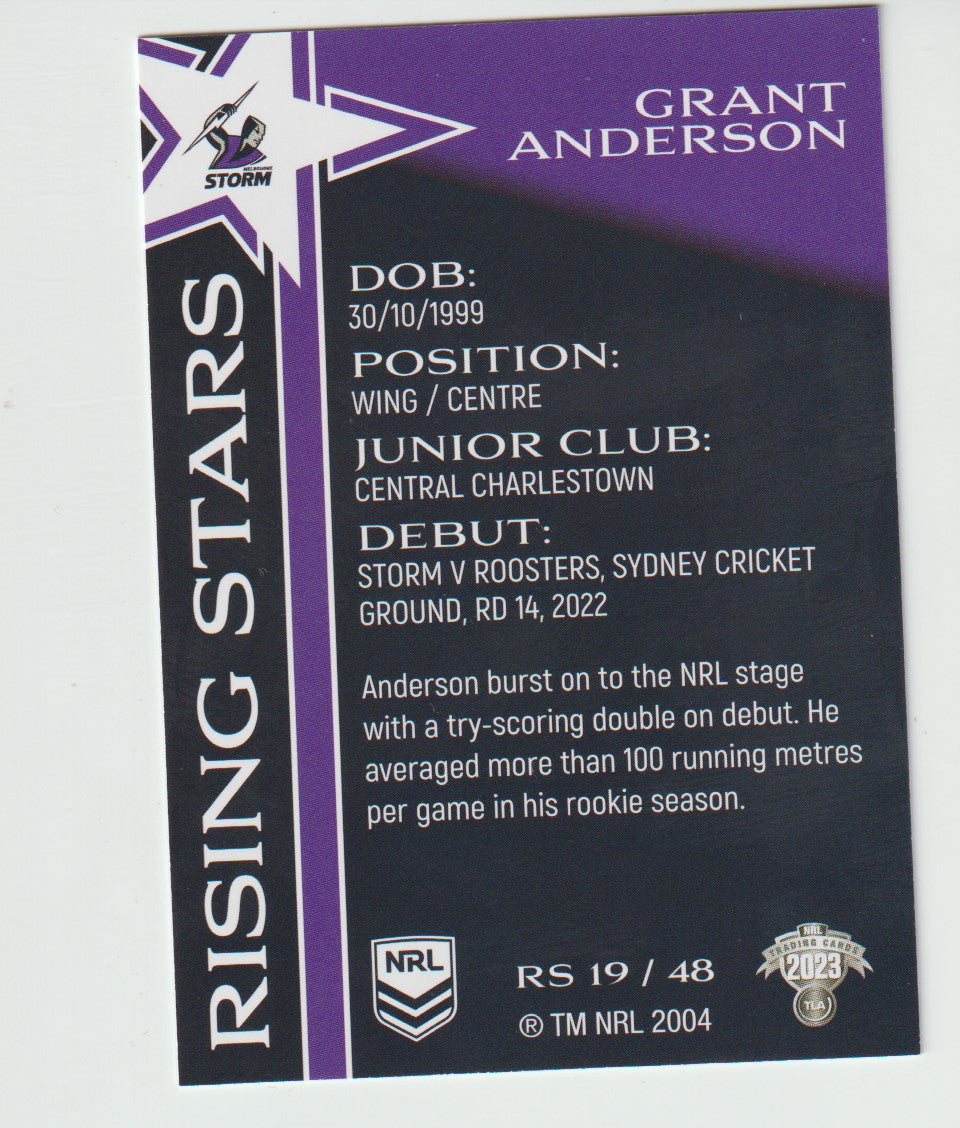 GRANT
ANDERSON
MELBOURNE
STORM
RISING STARS
DOB:
30/10/1999
POSITION:
WING / CENTRE
JUNIOR CLUB:
CENTRAL CHARLESTOWN
DEBUT:
STORM V ROOSTERS, SYDNEY CRICKET
GROUND, RD 14, 2022
Anderson burst on to the NRL stage
with a try-scoring double on debut. He
averaged more than 100 running metres
per game in his rookie season.
NRL
RS 19 / 48
® TM NRL 2004
NRL
TRADING CARDS
2023
TLA